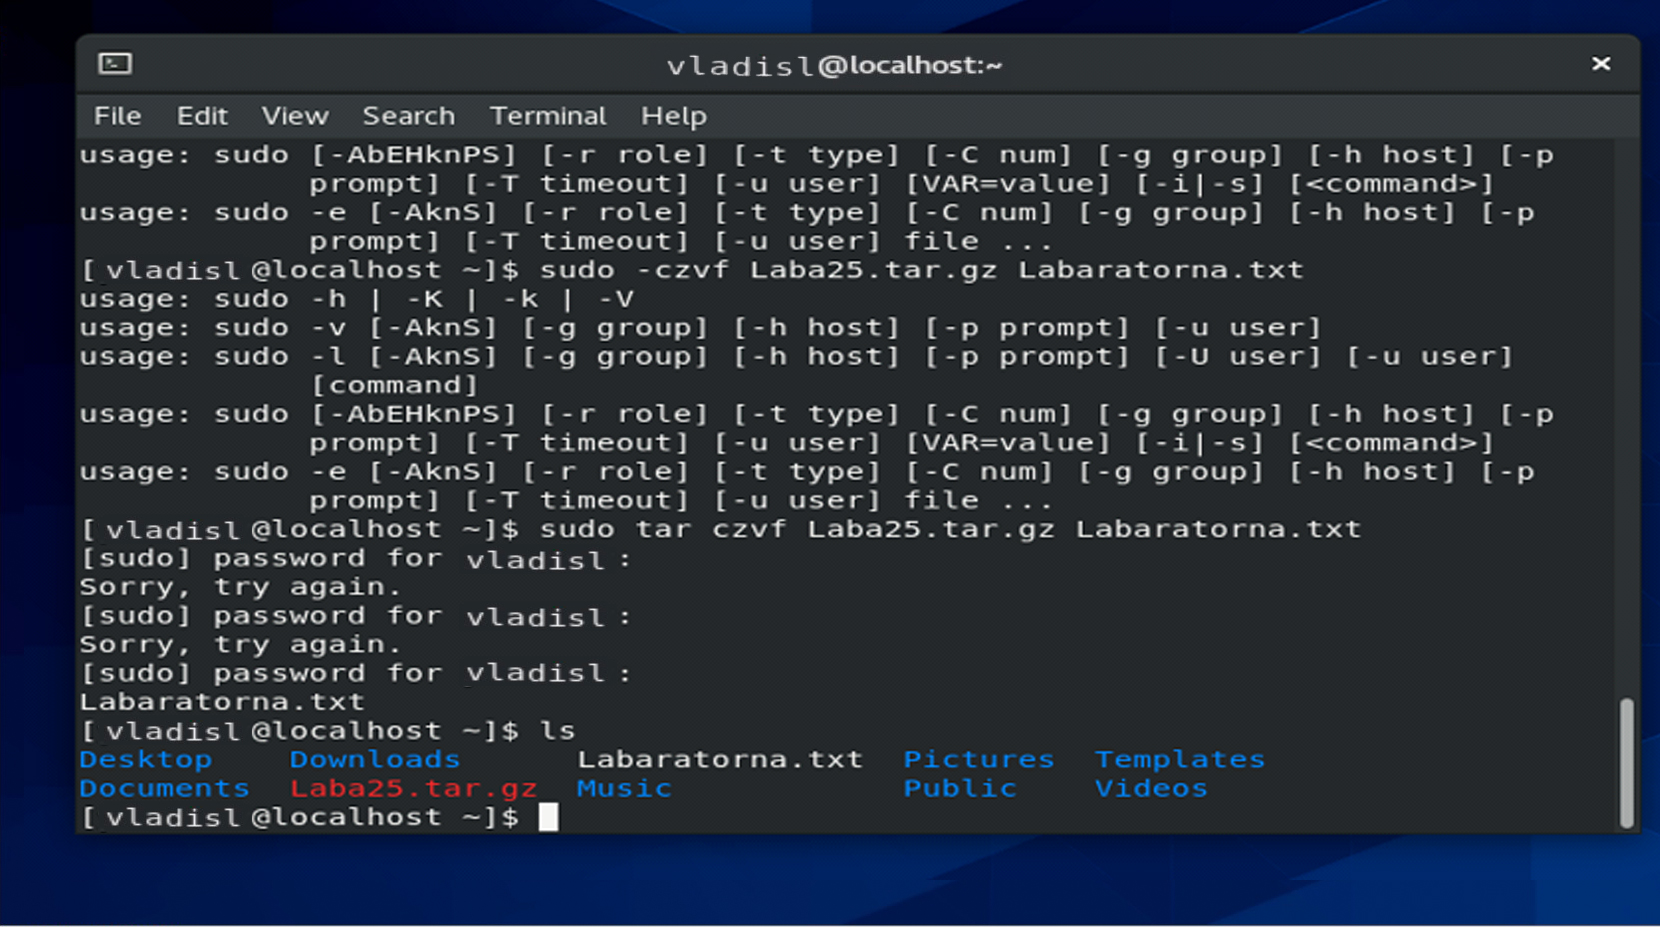 vladisl@localhost:~
File Edit View Search Terminal Help
usage: sudo [-AbEHknPS] [-r role] [-t type] [-C num] [-g group] [-h host] [-p
prompt] [-T timeout] [-u user] [VAR=value] [-i|-s] [<command>]
usage: sudo -e [-AknS] [-r role] [-t type] [-C num] [-g group] [-h host] [-p
prompt] [-T timeout] [-u user] file ...
[vladisl@localhost ~]$ sudo -czvf Laba25.tar.gz Labaratorna.txt
usage: sudo -h | -K | -k | -V
usage: sudo -v [-AknS] [-g group] [-h host] [-p prompt] [-u user]
usage: sudo -l [-AknS] [-g group] [-h host] [-p prompt] [-U user] [-u user]
[command]
usage: sudo [-AbEHknPS] [-r role] [-t type] [-C num] [-g group] [-h host] [-p
prompt] [-T timeout] [-u user] [VAR=value] [-i|-s] [<command>]
usage: sudo -e [-AknS] [-r role] [-t type] [-C num] [-g group] [-h host] [-p
prompt] [-T timeout] [-u user] file ...
[vladisl@localhost ~]$ sudo tar czvf Laba25.tar.gz Labaratorna.txt
[sudo] password for vladisl:
Sorry, try again.
[sudo] password for vladisl:
Sorry, try again.
[sudo] password for vladisl:
Labaratorna.txt
[vladisl@localhost ~]$ ls
Desktop Downloads Labaratorna.txt Pictures Templates
Documents Laba25.tar.gz Music Public Videos
[vladisl@localhost ~]$